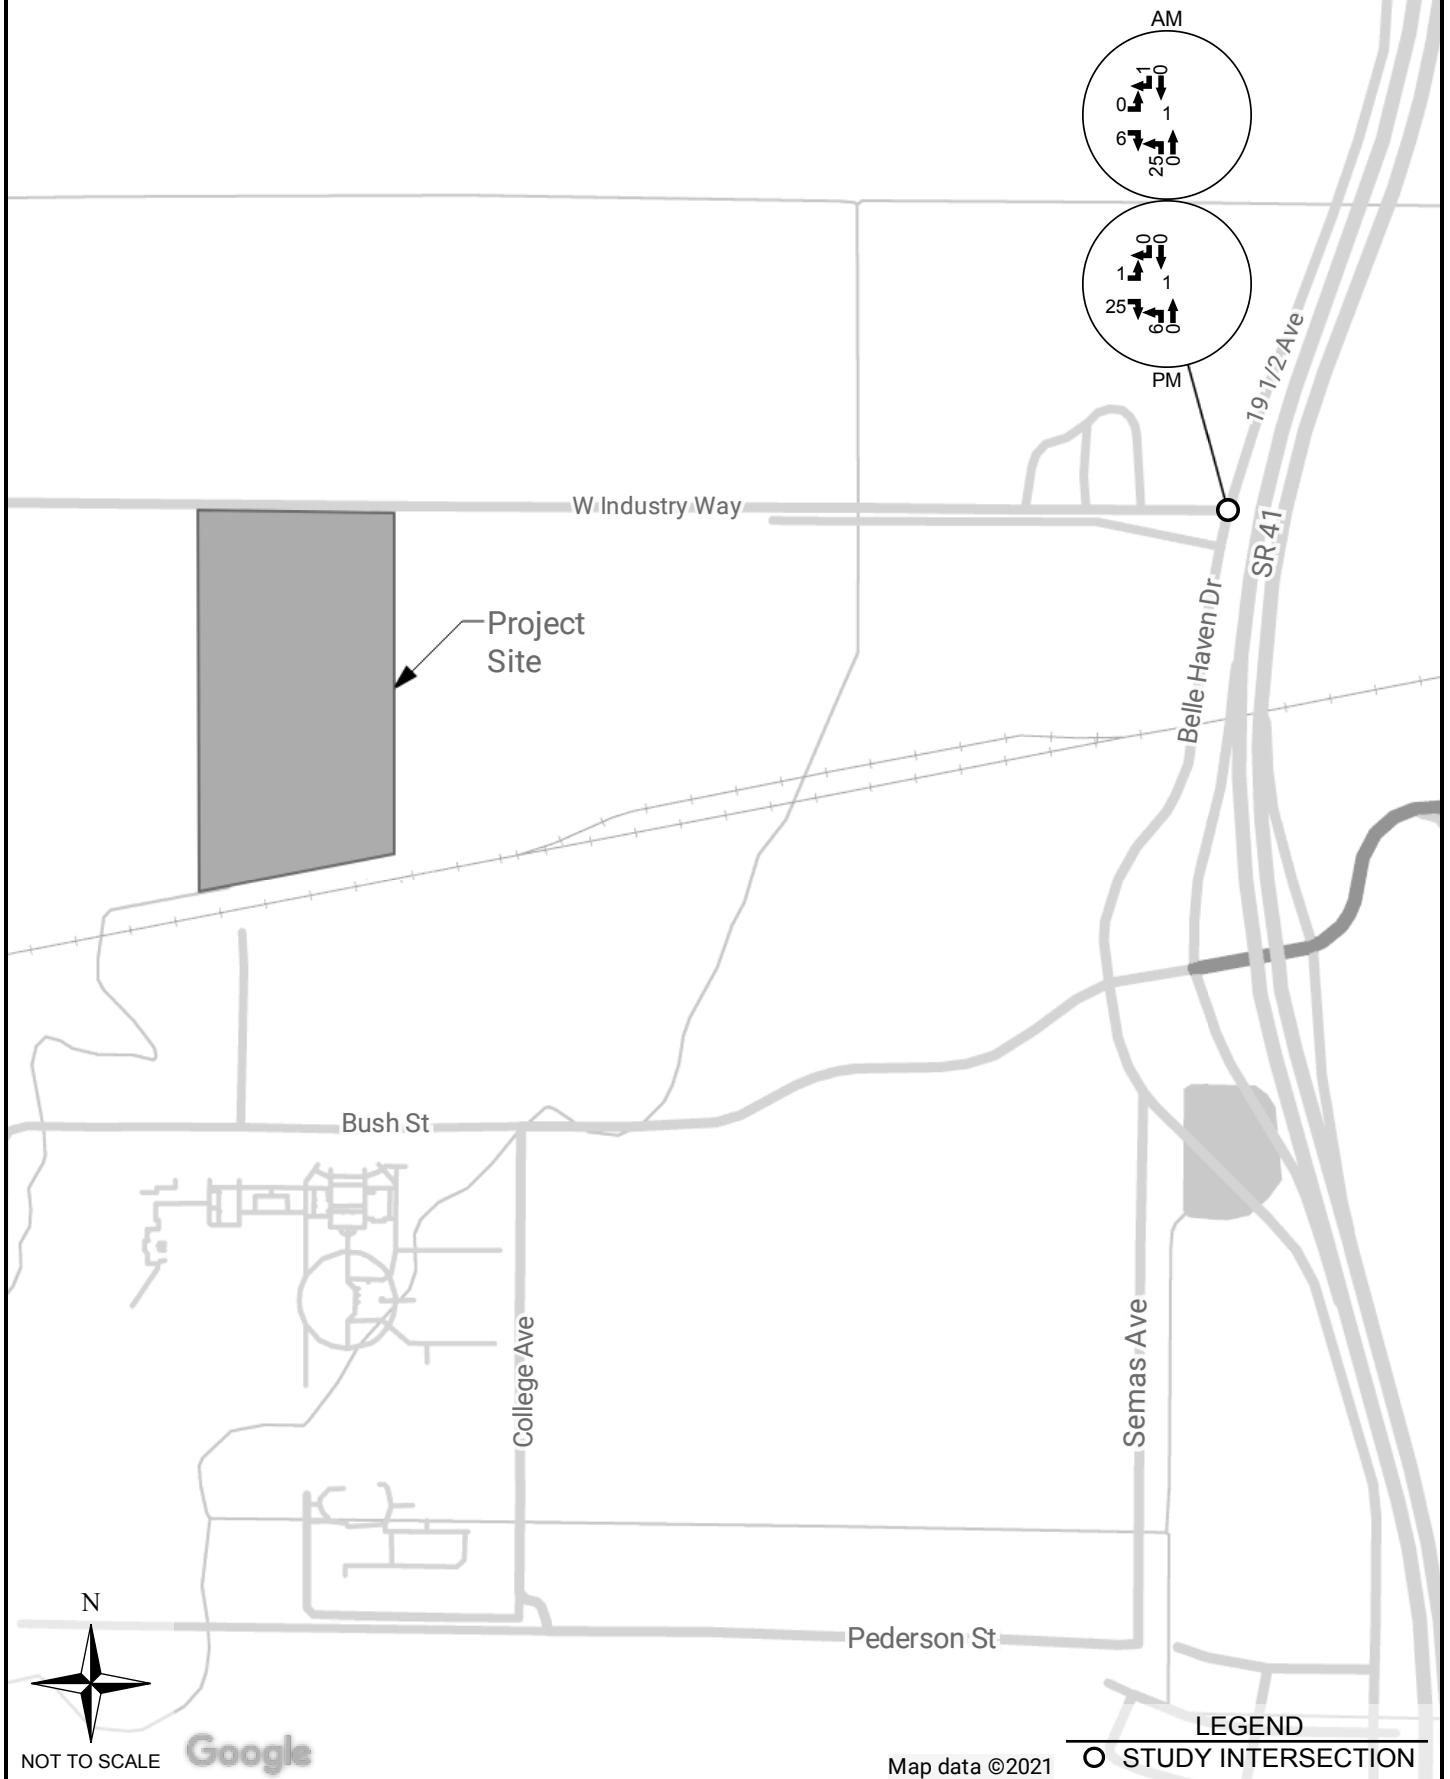 AM
1
0
0
1
6
25
0
0
0
1
1
25
6
0
PM
19 1/2 Ave
W Industry Way
SR 41
Project
Site
Belle Haven Dr
Bush St
College Ave
Semas Ave
N
Pederson St
LEGEND
NOT TO SCALE
Google
Map data ©2021
STUDY INTERSECTION